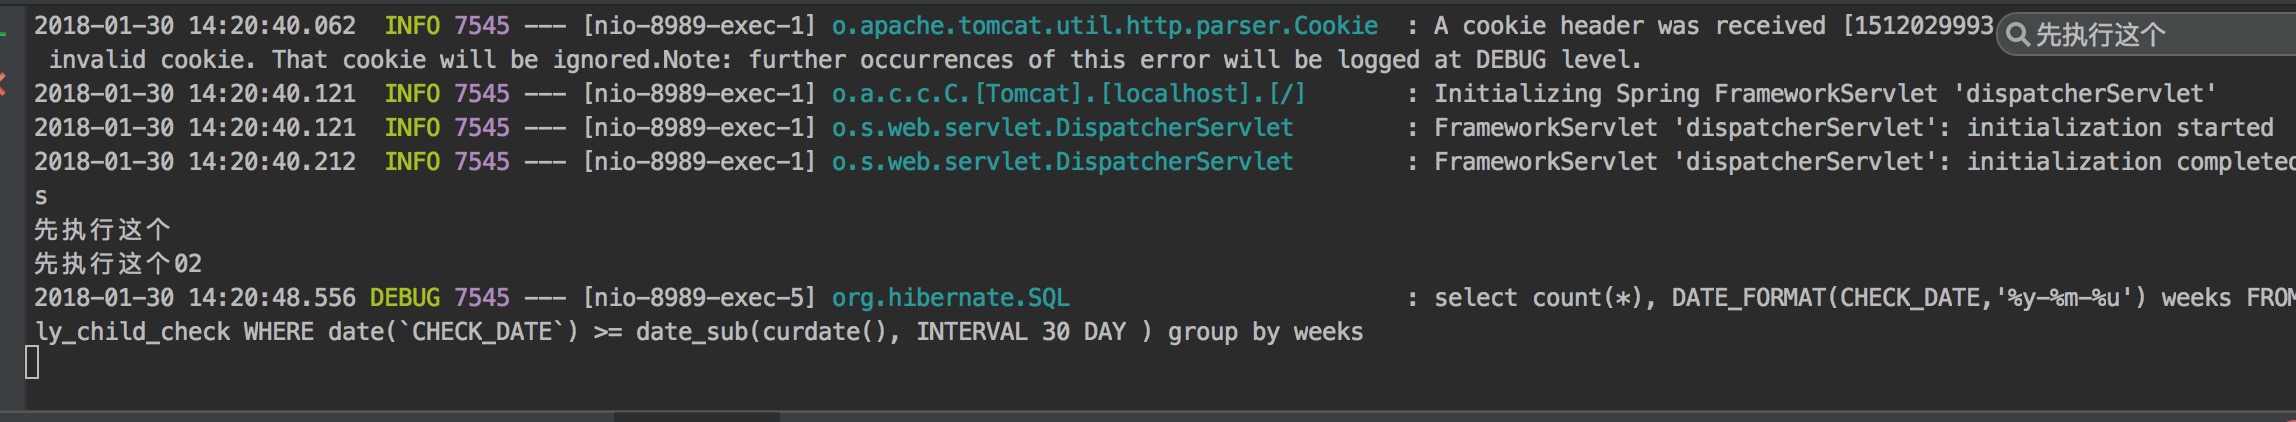 2018-01-30 14:20:40.062  INFO 7545 --- [nio-8989-exec-1] o.apache.tomcat.util.http.parser.Cookie  : A cookie header was received [1512029993
先执行这个
invalid cookie. That cookie will be ignored.Note: further occurrences of this error will be logged at DEBUG level.
2018-01-30 14:20:40.121  INFO 7545 --- [nio-8989-exec-1] o.a.c.c.C.[Tomcat].[localhost].[/]       : Initializing Spring FrameworkServlet 'dispatcherServlet'
2018-01-30 14:20:40.121  INFO 7545 --- [nio-8989-exec-1] o.s.web.servlet.DispatcherServlet        : FrameworkServlet 'dispatcherServlet': initialization started
2018-01-30 14:20:40.212  INFO 7545 --- [nio-8989-exec-1] o.s.web.servlet.DispatcherServlet        : FrameworkServlet 'dispatcherServlet': initialization completed
s
先执行这个
先执行这个02
2018-01-30 14:20:48.556 DEBUG 7545 --- [nio-8989-exec-5] org.hibernate.SQL                        : select count(*), DATE_FORMAT(CHECK_DATE,'%y-%m-%u') weeks FROM
ly_child_check WHERE date(`CHECK_DATE`) >= date_sub(curdate(), INTERVAL 30 DAY ) group by weeks